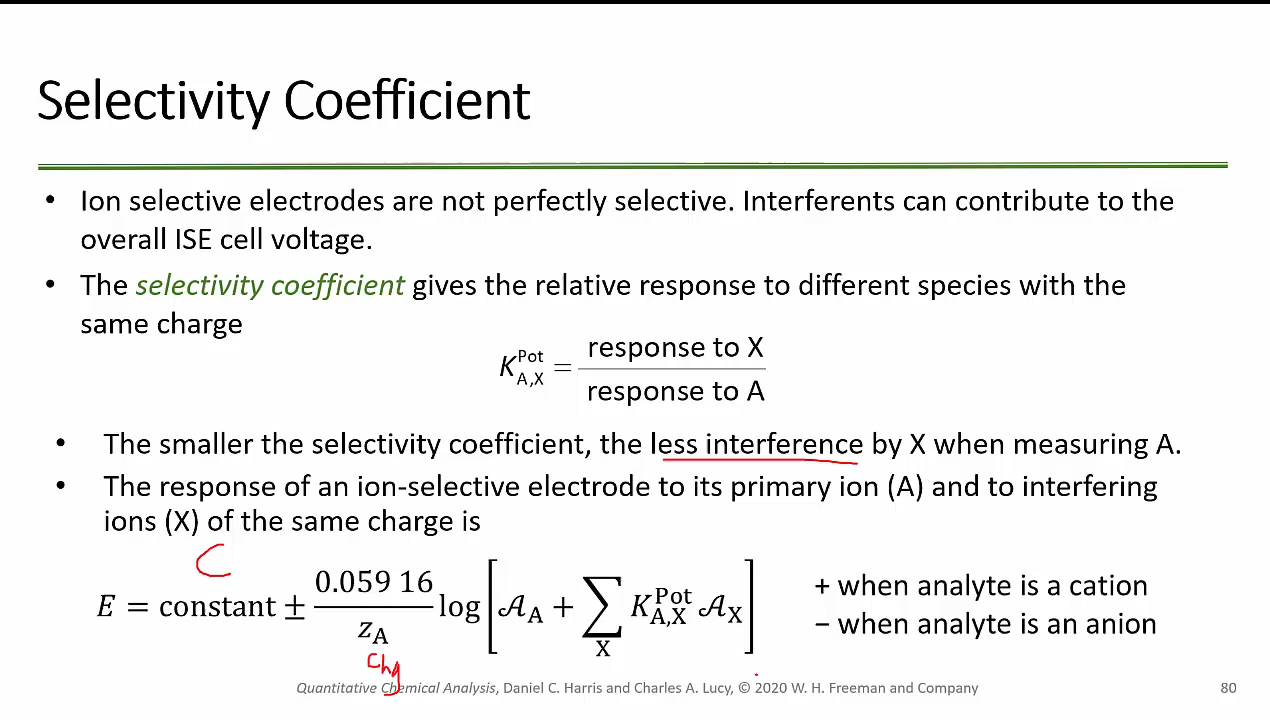 Selectivity Coefficient
• Ion selective electrodes are not perfectly selective. Interferents can contribute to the
overall ISE cell voltage.
• The selectivity coefficient gives the relative response to different species with the
same charge
K^Pot_A,X = response to X / response to A
• The smaller the selectivity coefficient, the less interference by X when measuring A.
• The response of an ion-selective electrode to its primary ion (A) and to interfering
ions (X) of the same charge is
C
E = constant ± 0.059 16 / z_A log [𝒜_A + ∑_X K^Pot_A,X 𝒜_X]
+ when analyte is a cation
− when analyte is an anion
Chg
Quantitative Chemical Analysis, Daniel C. Harris and Charles A. Lucy, © 2020 W. H. Freeman and Company
80